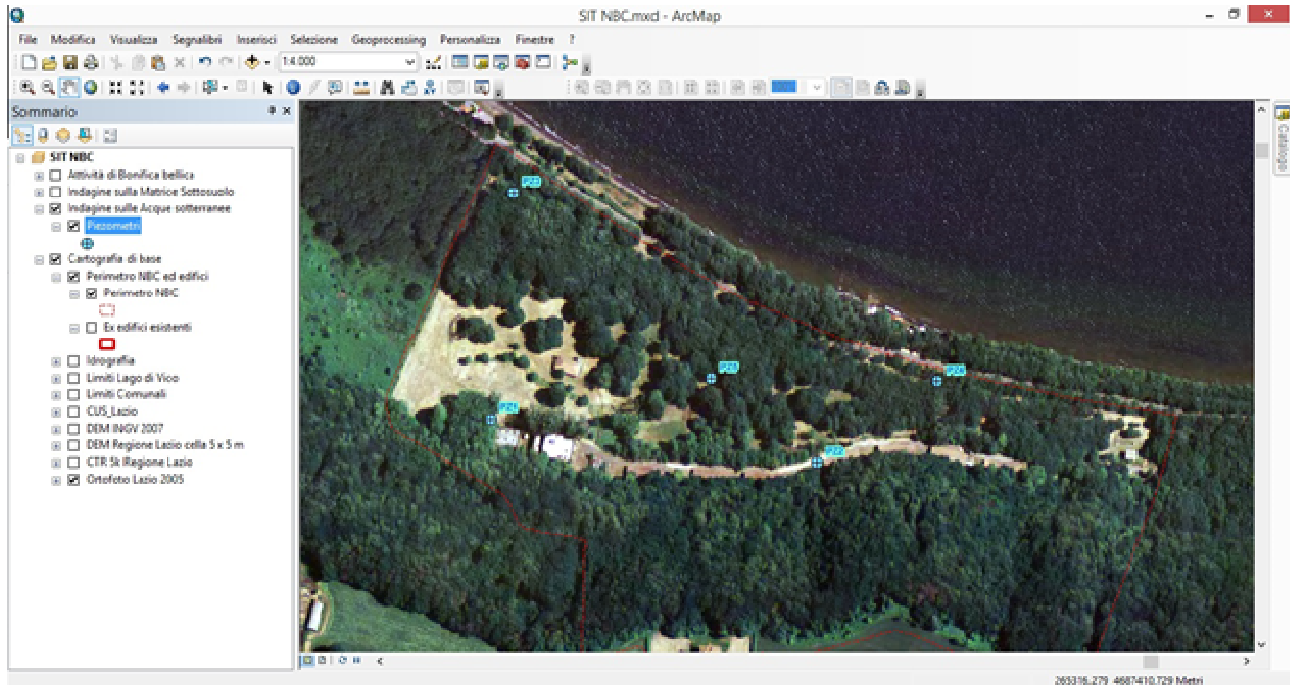 SIT NBC.mxd - ArcMap
File Modifica Visualizza Segnalibri Inserisci Selezione Geoprocessing Personalizza Finestre ?
1:4.000
Sommario
Catalogo
SIT NBC
Attività di Bonifica bellica
Indagine sulla Matrice Sottosuolo
Indagine sulle Acque sotterranee
Piezometri
Cartografia di base
Perimetro NBC ed edifici
Perimetro NBC
Ex edifici esistenti
Idrografia
Limiti Lago di Vico
Limiti Comunali
CUS_Lazio
DEM INGV 2007
DEM Regione Lazio cella 5 x 5 m
CTR 5k Regione Lazio
Ortofoto Lazio 2005
PZ2
265316,279 4687410,729 Metri